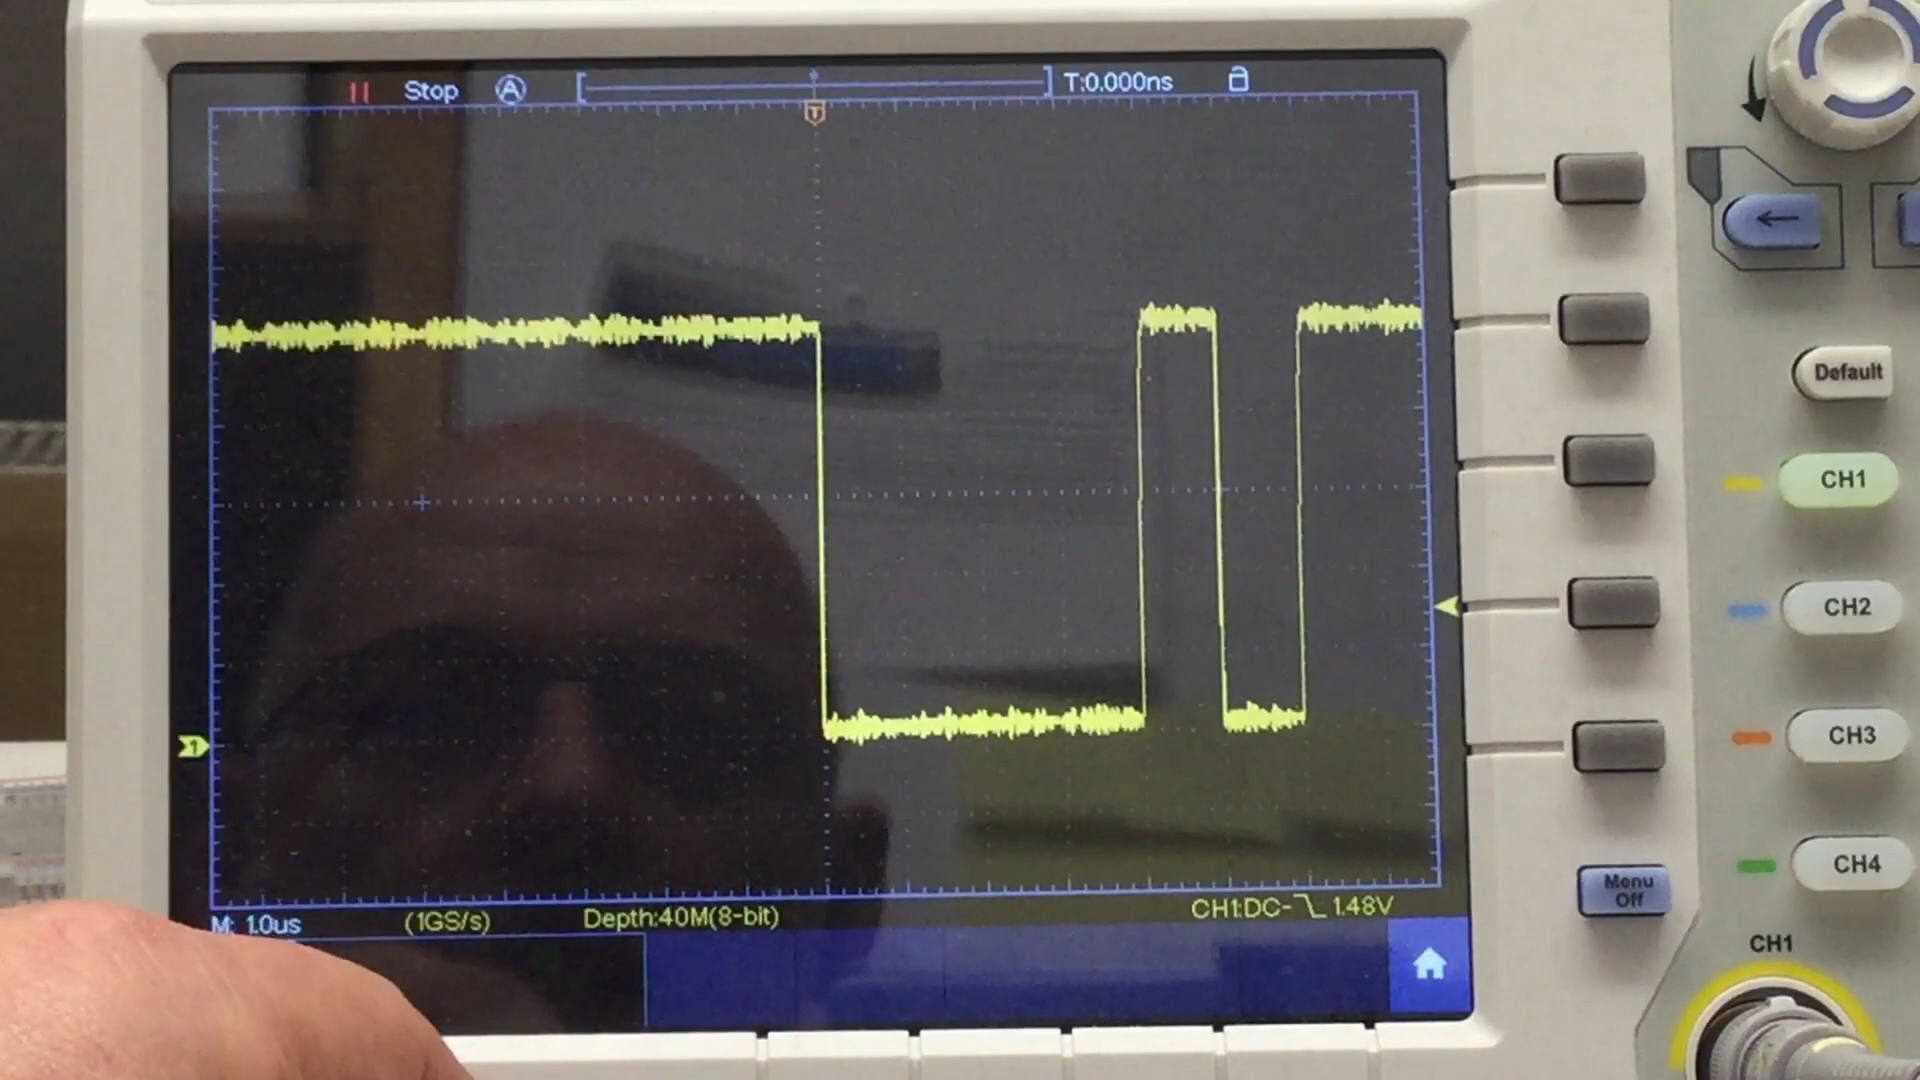 Stop A T:0.000ns
T
Default
CH1
CH2
1
CH3
CH4
Menu
Off
M: 1.0us (1GS/s) Depth:40M(8-bit) CH1:DC- 1.48V
CH1